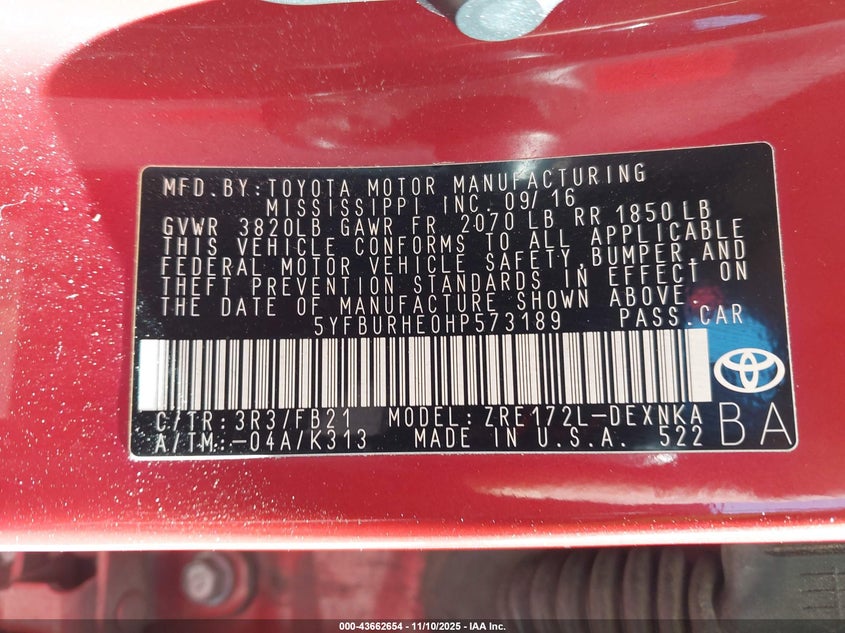 MFD.BY:TOYOTA MOTOR MANUFACTURING
MISSISSIPPI INC. 09/16
GVWR 3820LB GAWR FR 2070 LB RR 1850 LB
THIS VEHICLE CONFORMS TO ALL APPLICABLE
FEDERAL MOTOR VEHICLE SAFETY,BUMPER,AND
THEFT PREVENTION STANDARDS IN EFFECT ON
THE DATE OF MANUFACTURE SHOWN ABOVE.
5YFBURHE0HP573189 PASS.CAR
C/TR:3R3/FB21 MODEL:ZRE172L-DEXNKA
A/TM:-04A/K313 MADE IN U.S.A. 522
BA
000-43662654 - 11/10/2025 - IAA Inc.